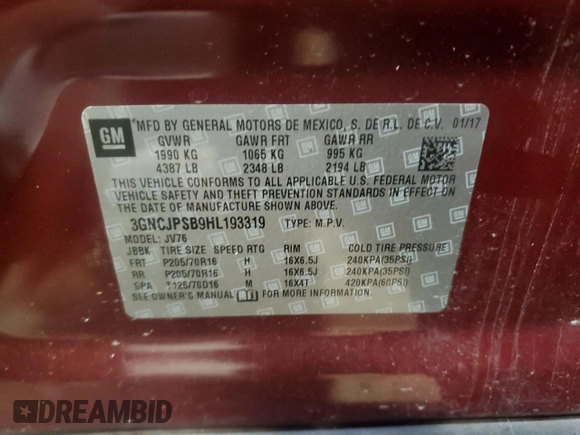 GM
*MFD BY GENERAL MOTORS DE MEXICO, S. DE R.L. DE C.V. 01/17
GVWR GAWR FRT GAWR RR
1990 KG 1065 KG 995 KG
4387 LB 2348 LB 2194 LB
THIS VEHICLE CONFORMS TO ALL APPLICABLE U.S. FEDERAL MOTOR
VEHICLE SAFETY AND THEFT PREVENTION STANDARDS IN EFFECT
ON THE DATE OF MANUFACTURE SHOWN ABOVE.
3GNCJPSB9HL193319 TYPE: M.P.V.
MODEL: JV76
JBBK TIRE SIZE SPEED RTG RIM COLD TIRE PRESSURE
FRT P205/70R16 H 16X6.5J 240KPA(35PSI)
RR P205/70R16 H 16X6.5J 240KPA(35PSI)
SPA T125/70D16 M 16X4T 420KPA(60PSI)
SEE OWNER'S MANUAL FOR MORE INFORMATION
DREAMBID